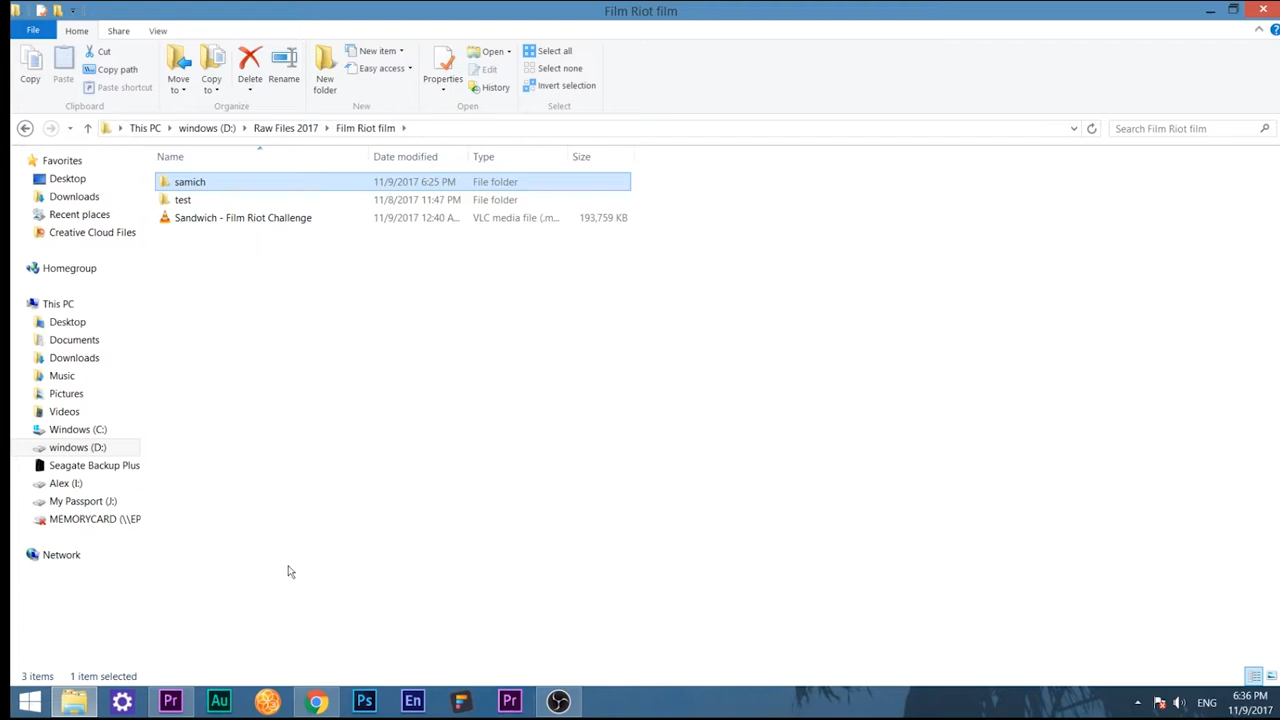 Film Riot film
File Home Share View
Copy Paste Cut Copy path Paste shortcut Move to Copy to Delete Rename New folder New item Easy access Properties Open Edit History Select all Select none Invert selection
Clipboard Organize New Open Select
This PC windows (D:) Raw Files 2017 Film Riot film Search Film Riot film
Name Date modified Type Size
samich 11/9/2017 6:25 PM File folder
test 11/8/2017 11:47 PM File folder
Sandwich - Film Riot Challenge 11/9/2017 12:40 A... VLC media file (.m... 193,759 KB
Favorites
Desktop
Downloads
Recent places
Creative Cloud Files
Homegroup
This PC
Desktop
Documents
Downloads
Music
Pictures
Videos
Windows (C:)
windows (D:)
Seagate Backup Plus
Alex (I:)
My Passport (J:)
MEMORYCARD (\\EP
Network
3 items 1 item selected
Pr Au Ps En Pr ENG 6:36 PM
11/9/2017